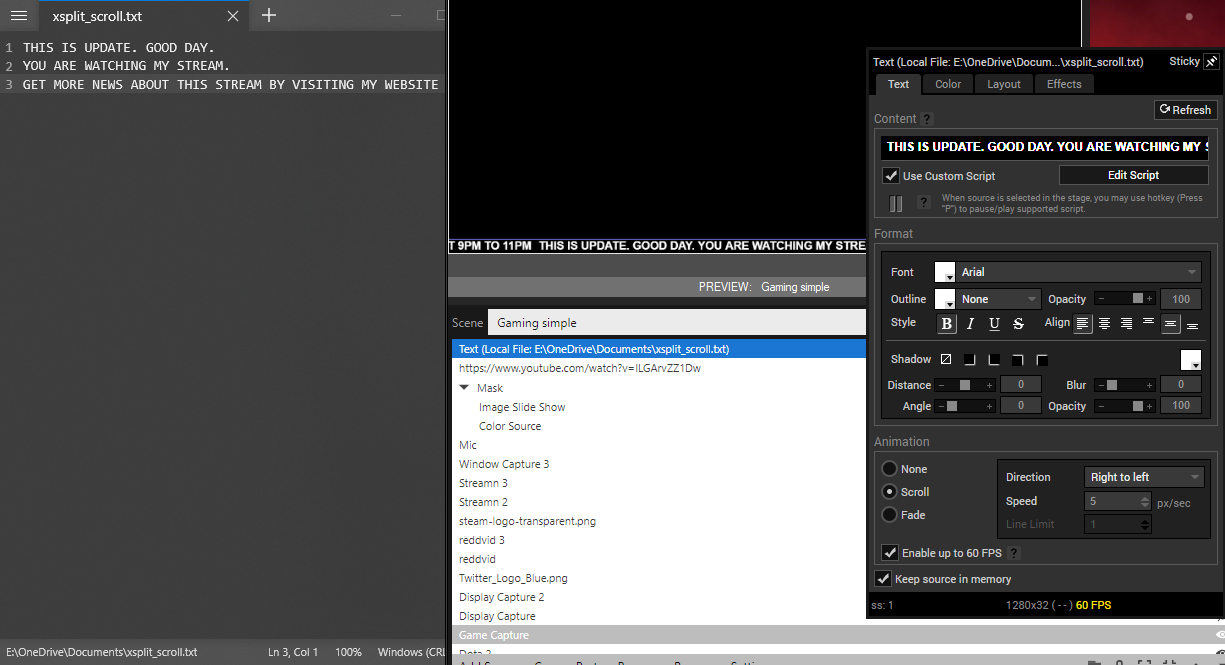 xsplit_scroll.txt
1 THIS IS UPDATE. GOOD DAY.
2 YOU ARE WATCHING MY STREAM.
3 GET MORE NEWS ABOUT THIS STREAM BY VISITING MY WEBSITE
E:\OneDrive\Documents\xsplit_scroll.txt Ln 3, Col 1 100% Windows (CRL
T 9PM TO 11PM THIS IS UPDATE. GOOD DAY. YOU ARE WATCHING MY STRE
PREVIEW: Gaming simple
Scene Gaming simple
Text (Local File: E:\OneDrive\Documents\xsplit_scroll.txt)
https://www.youtube.com/watch?v=ILGArvZZ1Dw
Mask
Image Slide Show
Color Source
Mic
Window Capture 3
Streamn 3
Streamn 2
steam-logo-transparent.png
reddvid 3
reddvid
Twitter_Logo_Blue.png
Display Capture 2
Display Capture
Game Capture
Text (Local File: E:\OneDrive\Docum...\xsplit_scroll.txt) Sticky
Text Color Layout Effects
Refresh
Content ?
THIS IS UPDATE. GOOD DAY. YOU ARE WATCHING MY S
Use Custom Script Edit Script
? When source is selected in the stage, you may use hotkey (Press
"P") to pause/play supported script.
Format
Font Arial
Outline None Opacity 100
Style B I U S Align
Shadow
Distance 0 Blur 0
Angle 0 Opacity 100
Animation
None
Scroll
Fade
Direction Right to left
Speed 5 px/sec
Line Limit 1
Enable up to 60 FPS ?
Keep source in memory
ss: 1 1280x32 ( - - ) 60 FPS